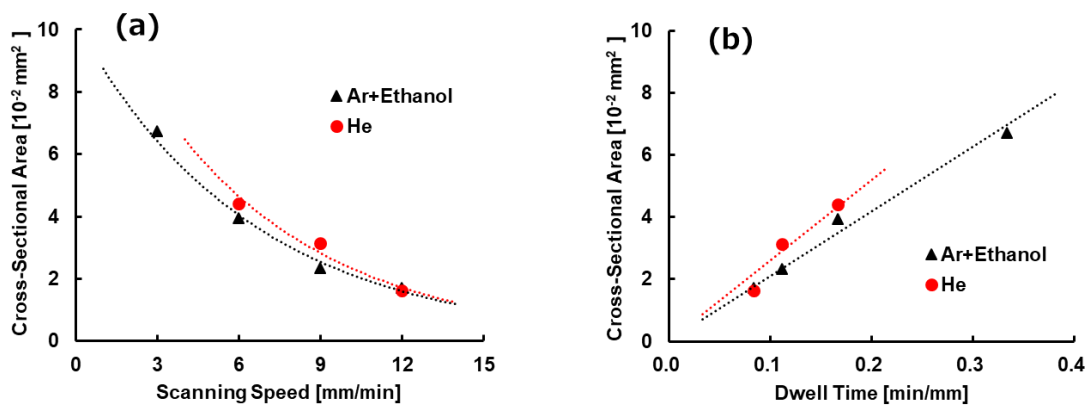 (a)
Cross-Sectional Area [10⁻² mm² ]
10
8
6
4
2
0
0 3 6 9 12 15
Scanning Speed [mm/min]
Ar+Ethanol
He
(b)
Cross-Sectional Area [10⁻² mm² ]
10
8
6
4
2
0
0.0 0.1 0.2 0.3 0.4
Dwell Time [min/mm]
Ar+Ethanol
He